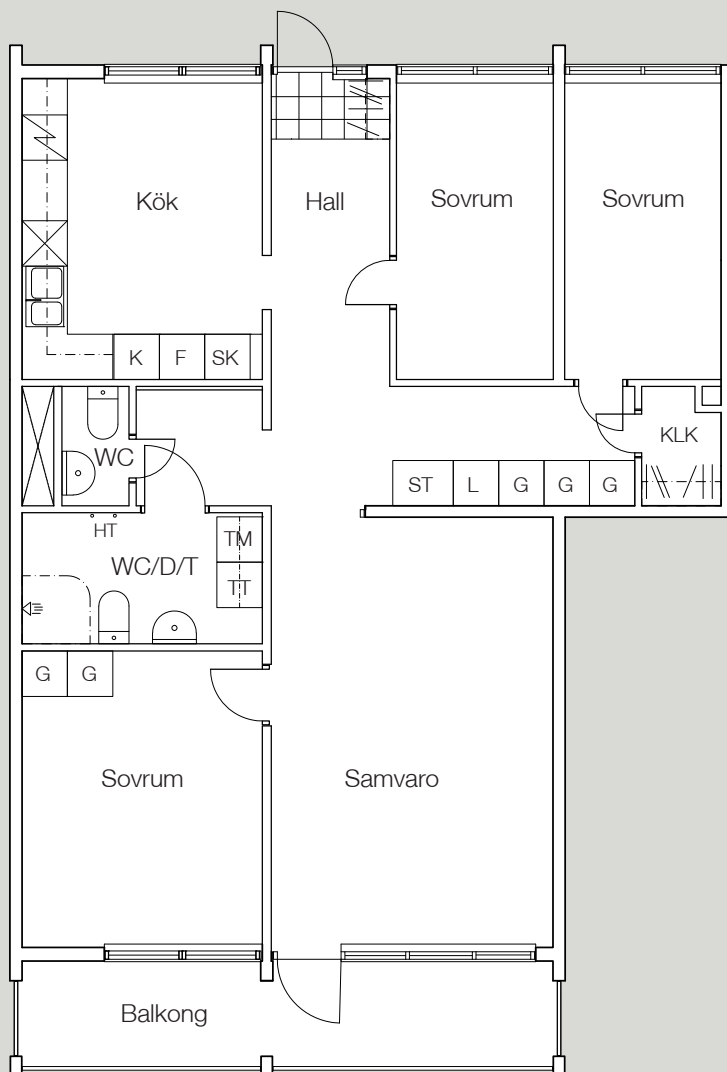 Kök
Hall
Sovrum
Sovrum
K F SK
WC
KLK
ST L G G G
HT
TM
WC/D/T
TT
G G
Sovrum
Samvaro
Balkong